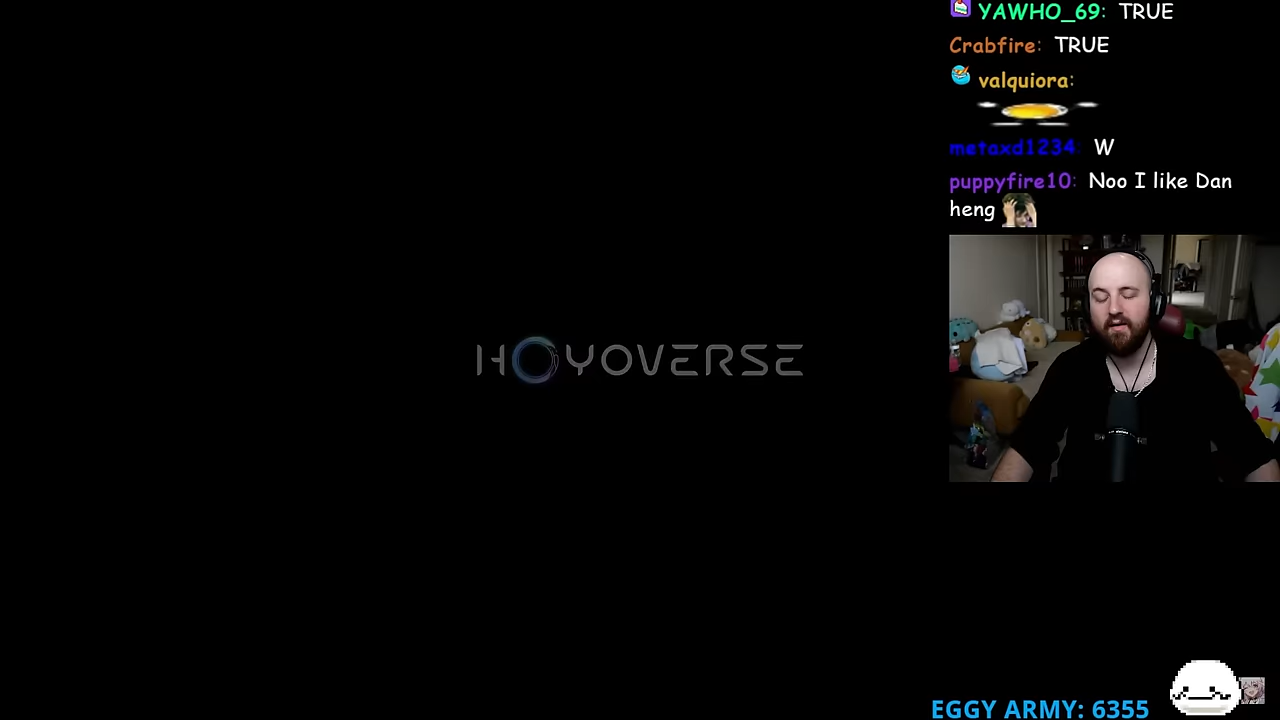 YAWHO_69: TRUE
Crabfire: TRUE
valquiora:
metaxd1234: W
puppyfire10: Noo I like Dan
heng
HOYOVERSE
EGGY ARMY: 6355